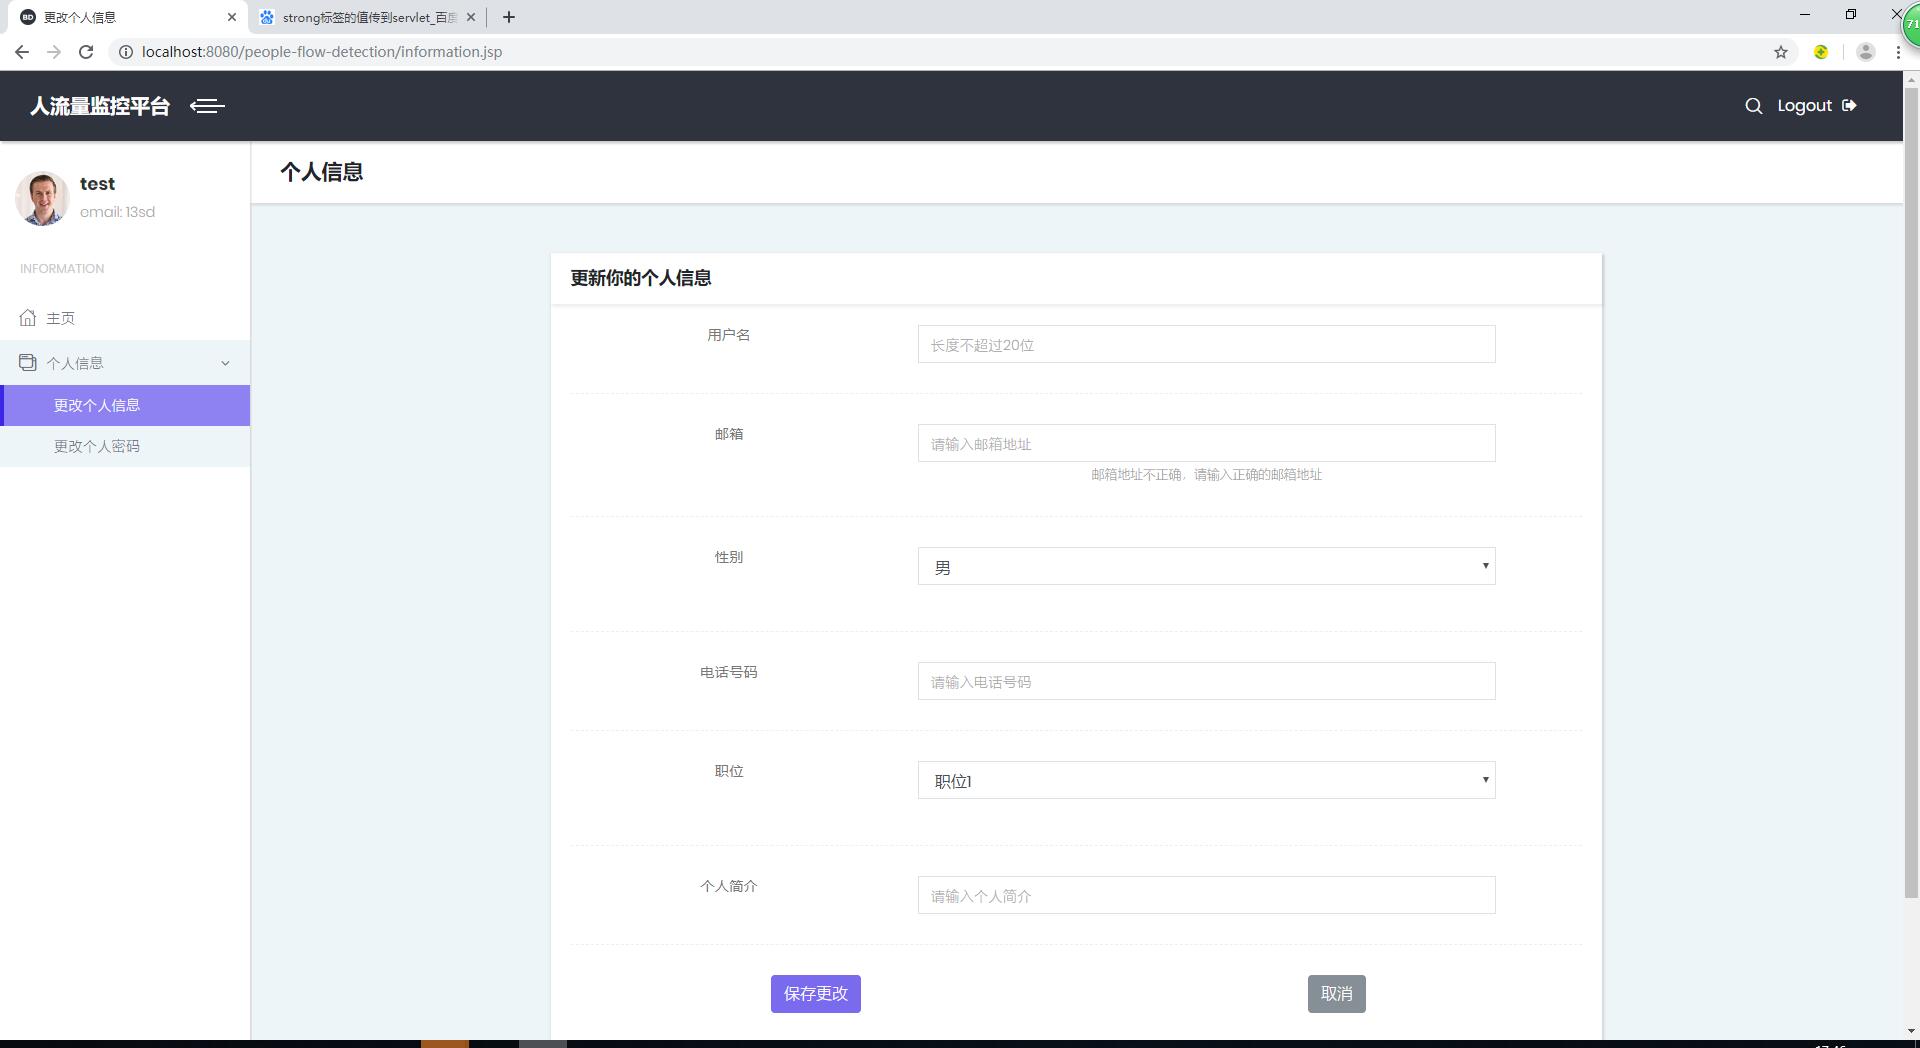 更改个人信息
strong标签的值传到servlet_百度
localhost:8080/people-flow-detection/information.jsp
71
人流量监控平台
Logout
个人信息
test
email: 13sd
INFORMATION
主页
个人信息
更改个人信息
更改个人密码
更新你的个人信息
用户名
长度不超过20位
邮箱
请输入邮箱地址
邮箱地址不正确，请输入正确的邮箱地址
性别
男
电话号码
请输入电话号码
职位
职位1
个人简介
请输入个人简介
保存更改
取消